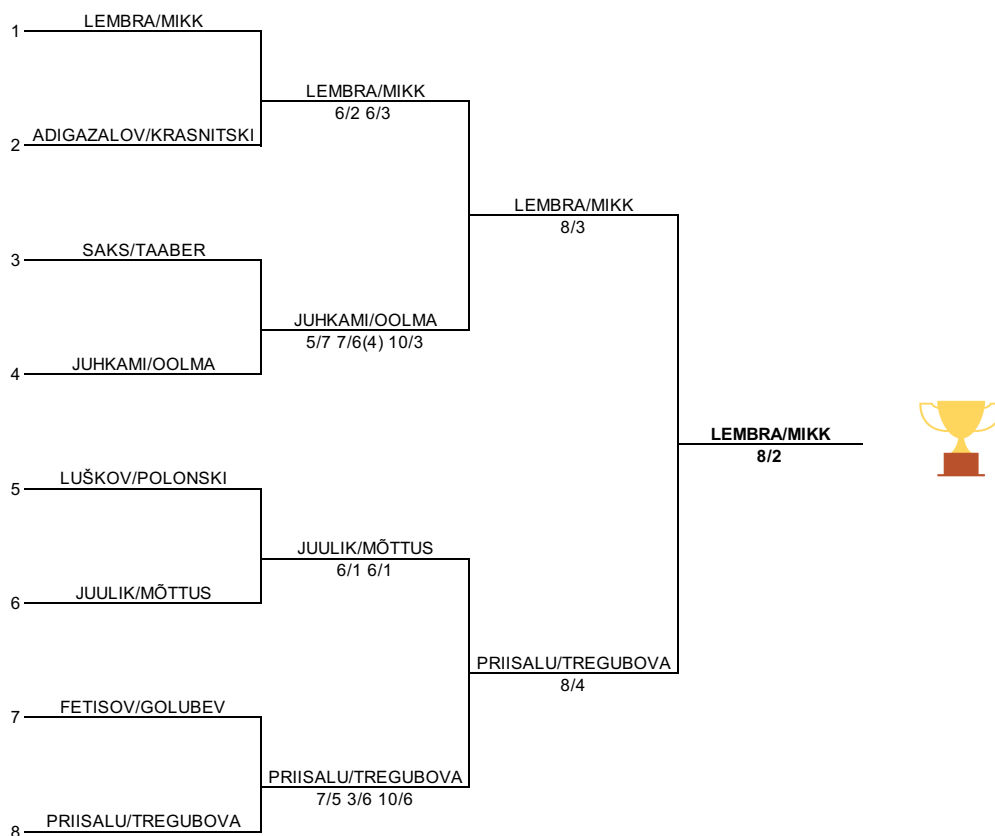 LEMBRA/MIKK
1
LEMBRA/MIKK
6/2 6/3
ADIGAZALOV/KRASNITSKI
2
LEMBRA/MIKK
8/3
SAKS/TAABER
3
JUHKAMI/OOLMA
5/7 7/6(4) 10/3
JUHKAMI/OOLMA
4
LEMBRA/MIKK
8/2
LUŠKOV/POLONSKI
5
JUULIK/MÕTTUS
6/1 6/1
JUULIK/MÕTTUS
6
PRIISALU/TREGUBOVA
8/4
FETISOV/GOLUBEV
7
PRIISALU/TREGUBOVA
7/5 3/6 10/6
PRIISALU/TREGUBOVA
8